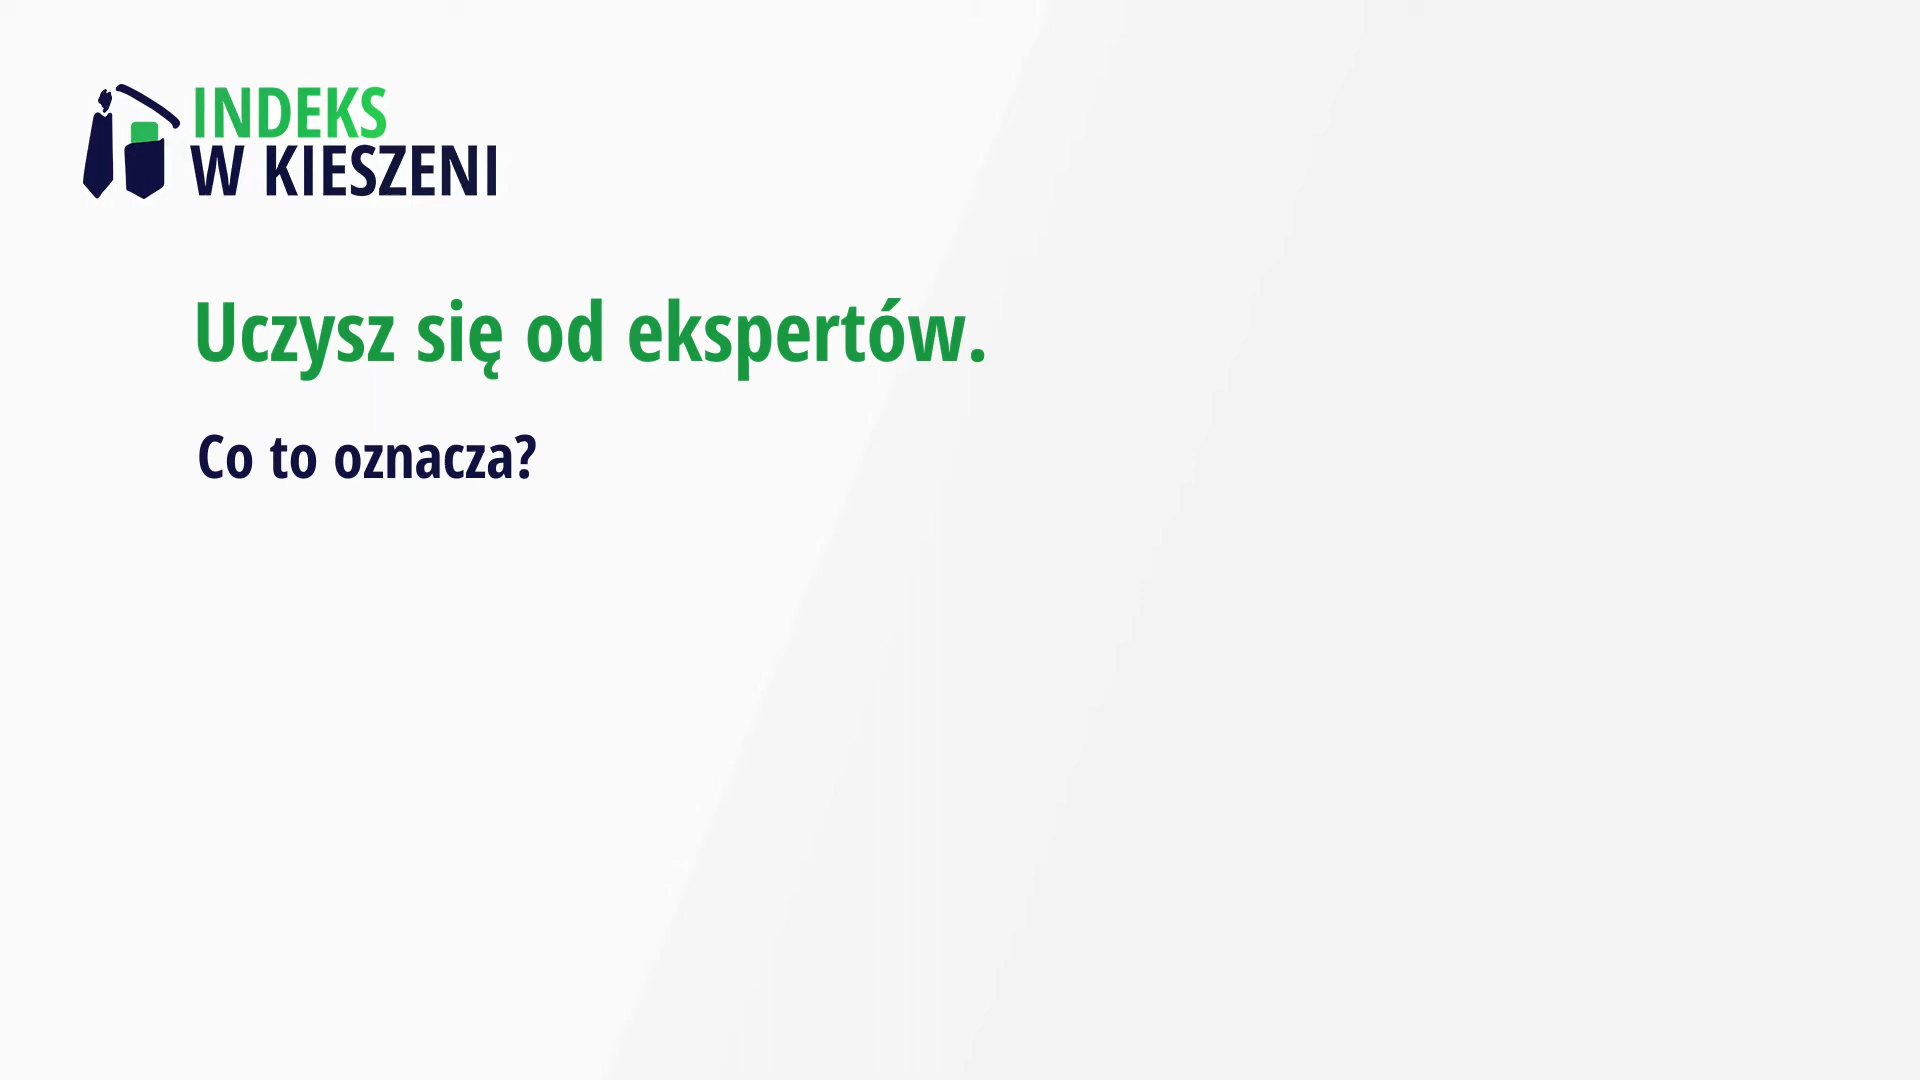 INDEKS
W KIESZENI
Uczysz się od ekspertów.
Co to oznacza?